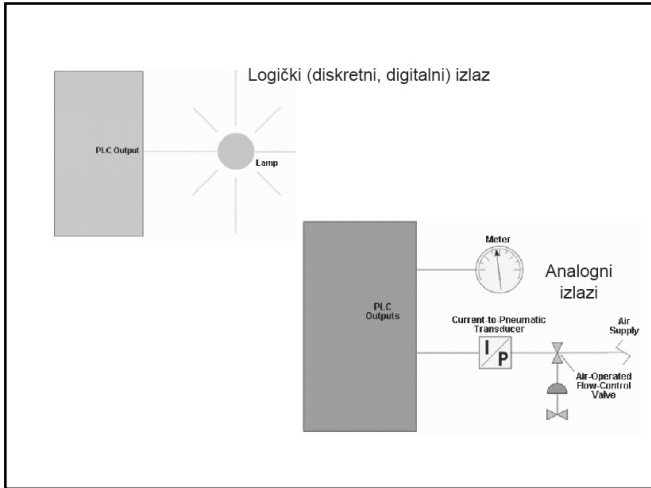 Logički (diskretni, digitalni) izlaz
PLC Output
Lamp
Meter
Analogni
izlazi
PLC
Outputs
Current-to-Pneumatic
Transducer
I
P
Air
Supply
Air-Operated
Flow-Control
Valve